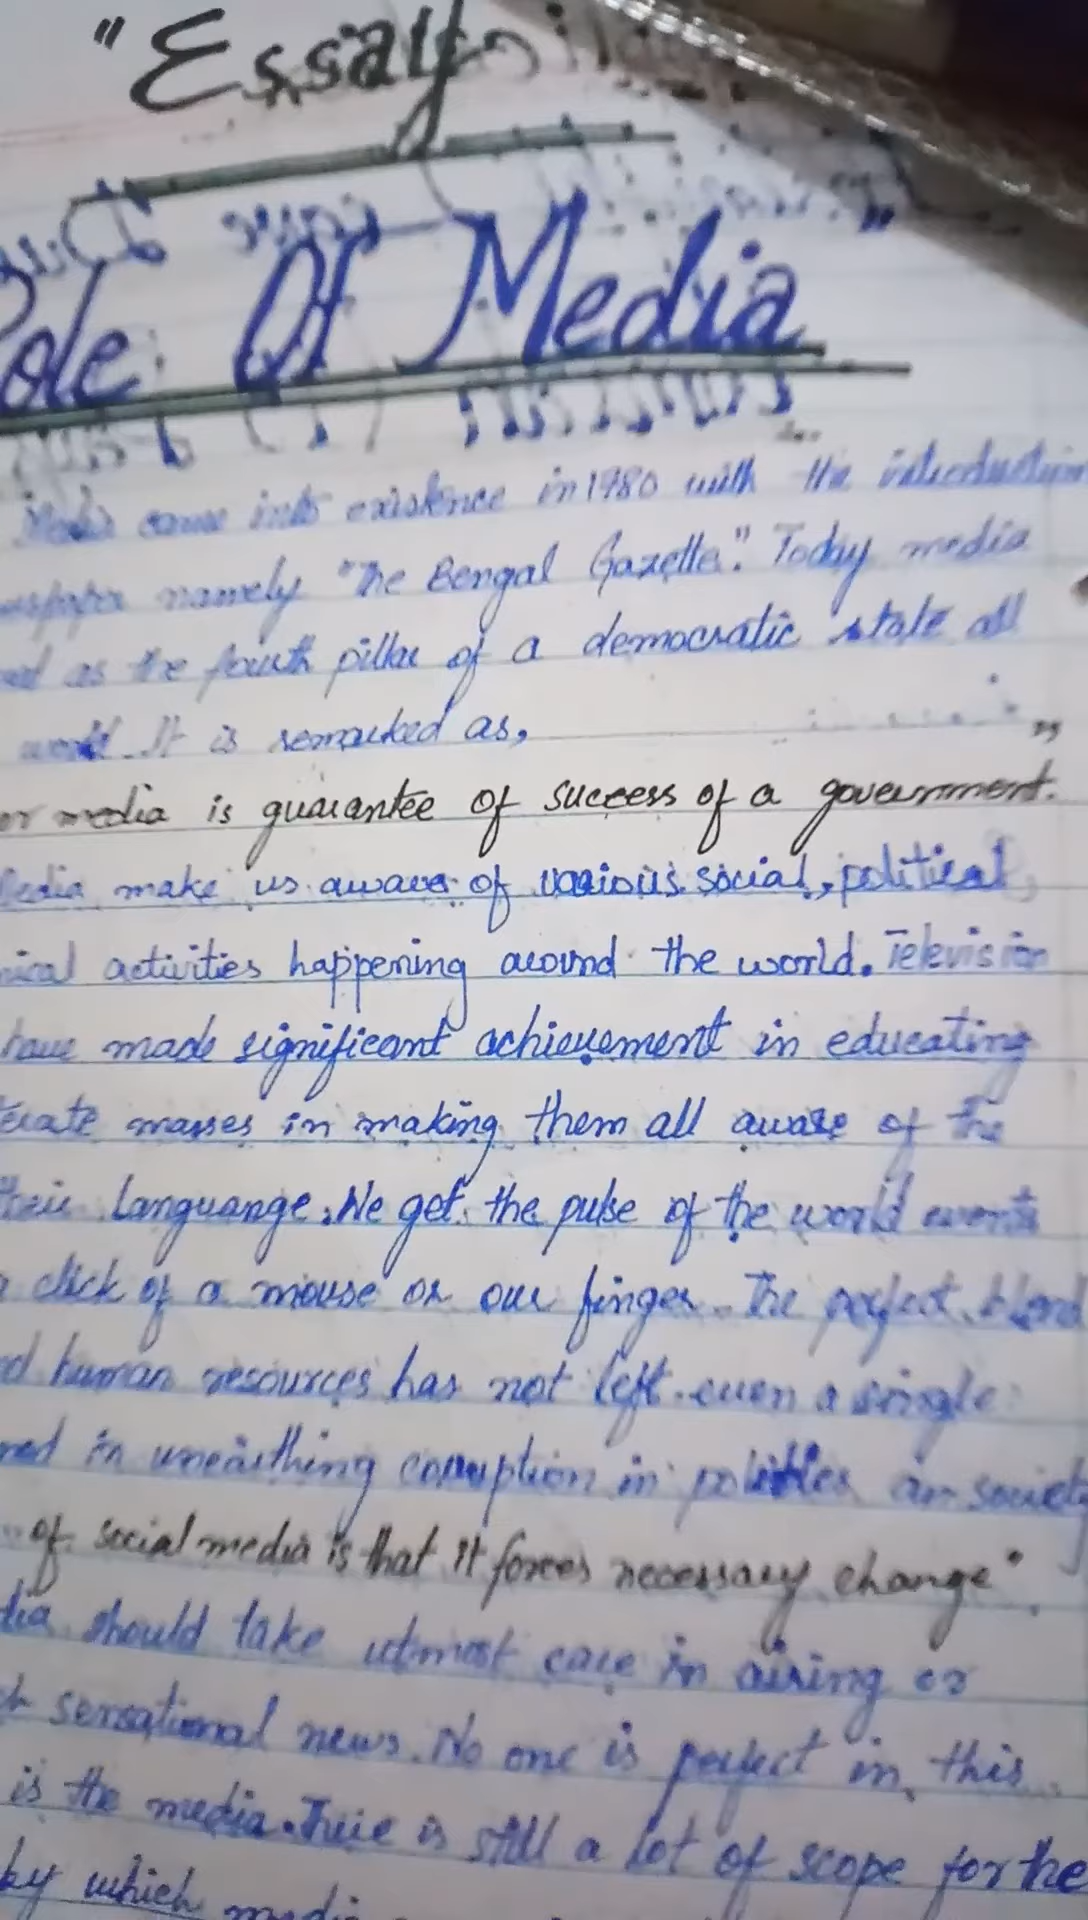 "Essay
Role Of Media"
Media came into existence in 1980 with the introduction
namely "The Bengal Gazette". Today media
as the fourth pillar of a democratic state all
world. It is remarked as,
or media is guarantee of success of a government."
Media make us aware of various social, political
activities happening around the world. Television
have made significant achievement in educating
masses in making them all aware of the
their languange. We get the pulse of the world events
click of a mouse or our finger. The perfect blend
human resources has not left even a single
in unearthing corruption in politics an society
of social media is that it forces necessary change".
should take utmost care in airing or
sensational news. No one is perfect in this
is the media. There is still a lot of scope for the
by which media